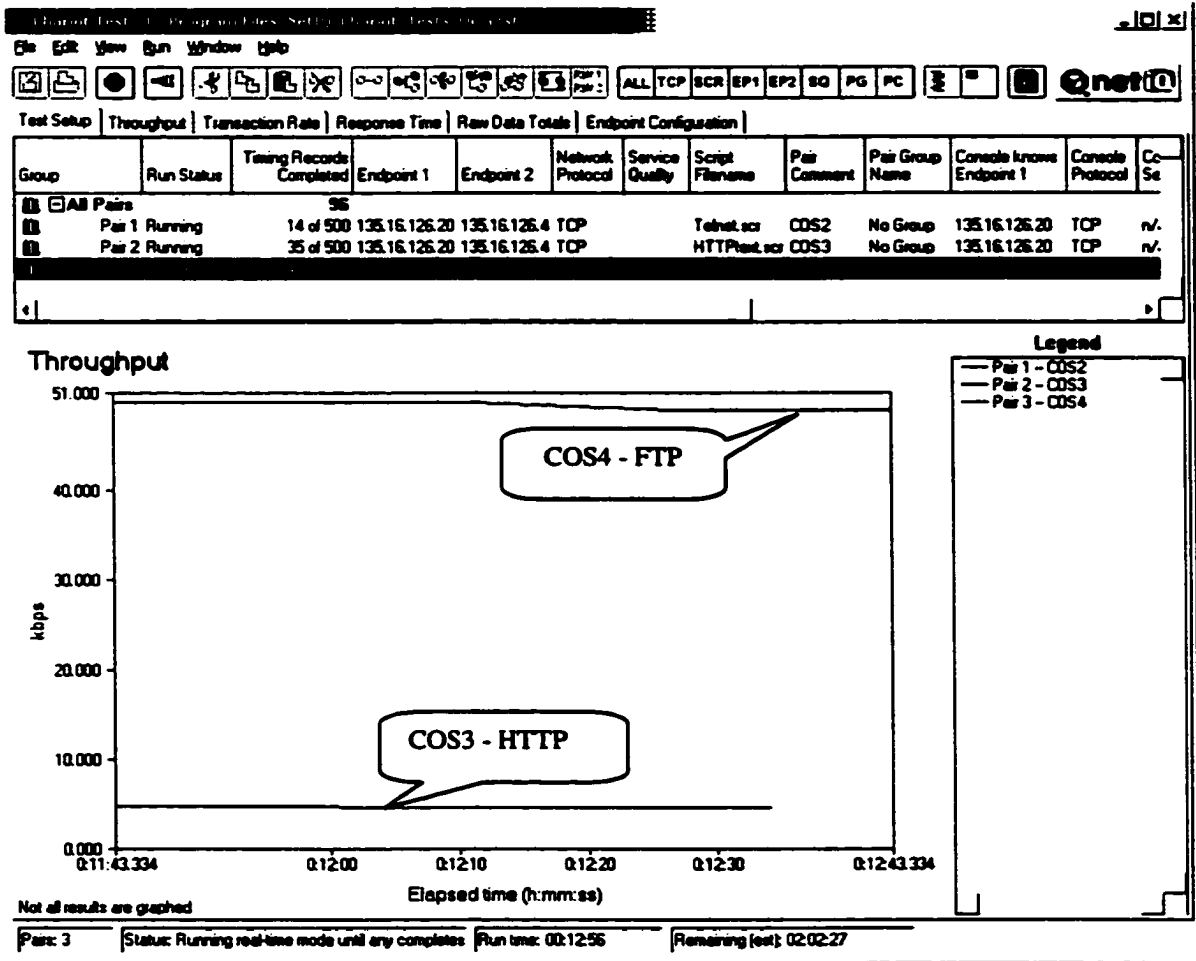 File Edit View Run Window Help
ALL TCP SCR EP1 EP2 SQ PG PC netiQ
Test Setup Throughput Transaction Rate Response Time Raw Data Totals Endpoint Configuration
Group Run Status Timing Records Completed Endpoint 1 Endpoint 2 Network Protocol Service Quality Script Filename Pair Comment Pair Group Name Console knows Endpoint 1 Console Protocol Co Se
All Pairs 96
Pair 1 Running 14 of 500 135.16.126.20 135.16.126.4 TCP Telnet.scr COS2 No Group 135.16.126.20 TCP n/.
Pair 2 Running 35 of 500 135.16.126.20 135.16.126.4 TCP HTTPtext.scr COS3 No Group 135.16.126.20 TCP n/.
Throughput
Legend
Pair 1 - COS2
Pair 2 - COS3
Pair 3 - COS4
51.000
COS4 - FTP
40.000
30.000
kbps
20.000
COS3 - HTTP
10.000
0.000
0:11:43.334 0:12:00 0:12:10 0:12:20 0:12:30 0:12:43.334
Elapsed time (h:mm:ss)
Not all results are graphed
Pairs: 3 Status: Running real-time mode until any completes Run time: 00:12:56 Remaining (est): 02:02:27